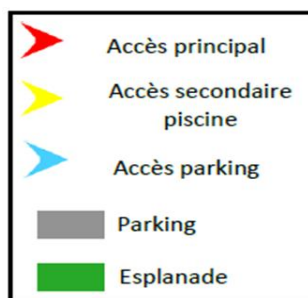 Accès principal
Accès secondaire
piscine
Accès parking
Parking
Esplanade